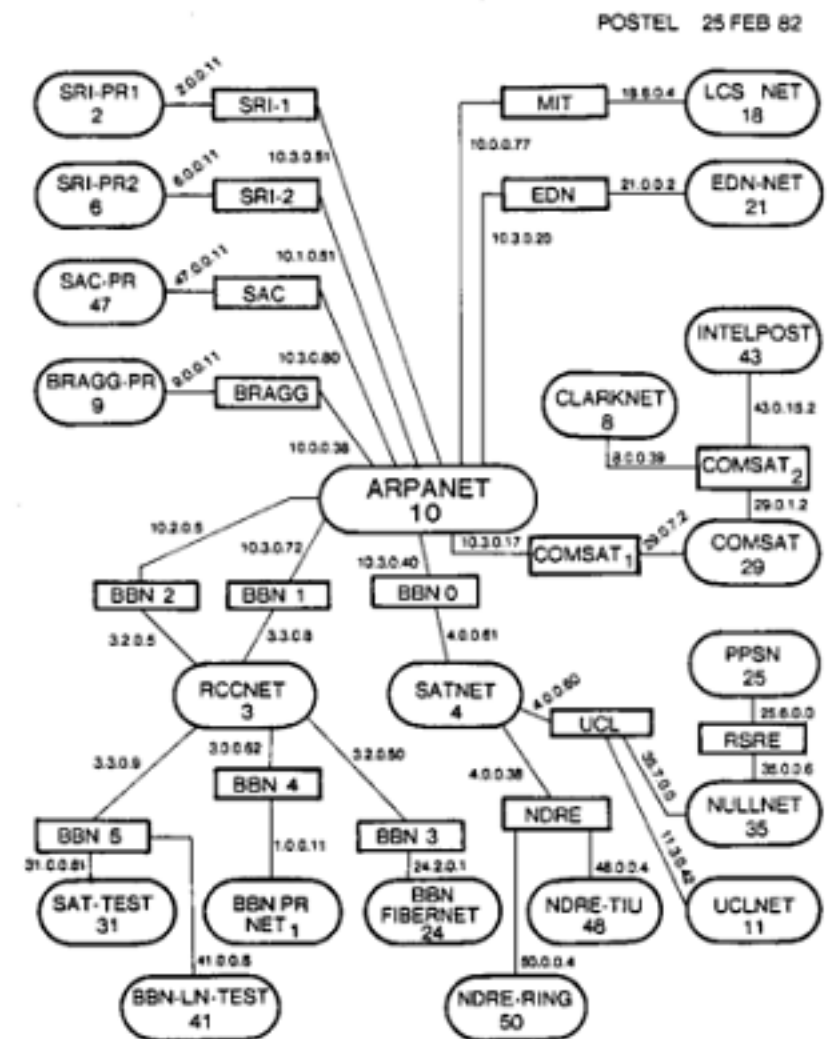 POSTEL 25 FEB 82
SRI-PR1
2
2.0.0.11
SRI-1
10.3.0.51
MIT
10.0.0.77
18.8.0.4
LCS NET
18
SRI-PR2
6
6.0.0.11
SRI-2
10.1.0.51
EDN
10.3.0.20
21.0.0.2
EDN-NET
21
SAC-PR
47
47.0.0.11
SAC
10.3.0.80
BRAGG-PR
9
9.0.0.11
BRAGG
10.0.0.38
INTELPOST
43
43.0.15.2
CLARKNET
8
8.0.0.39
COMSAT 2
29.0.1.2
ARPANET
10
10.3.0.17
COMSAT 1
29.0.7.2
COMSAT
29
10.2.0.5
BBN 2
3.2.0.5
10.3.0.72
BBN 1
3.3.0.8
10.3.0.40
BBN 0
4.0.0.61
RCCNET
3
SATNET
4
4.0.0.60
UCL
PPSN
25
25.6.0.0
RSRE
35.0.0.6
35.7.0.0
NULLNET
35
11.3.0.42
UCLNET
11
3.3.0.9
BBN 5
3.0.0.62
BBN 4
3.2.0.50
BBN 3
4.0.0.38
NDRE
31.0.0.61
SAT-TEST
31
1.0.0.11
BBN PR
NET 1
24.2.0.1
BBN
FIBERNET
24
48.0.0.4
NDRE-TIU
48
41.0.0.5
BBN-LN-TEST
41
50.0.0.4
NDRE-RING
50